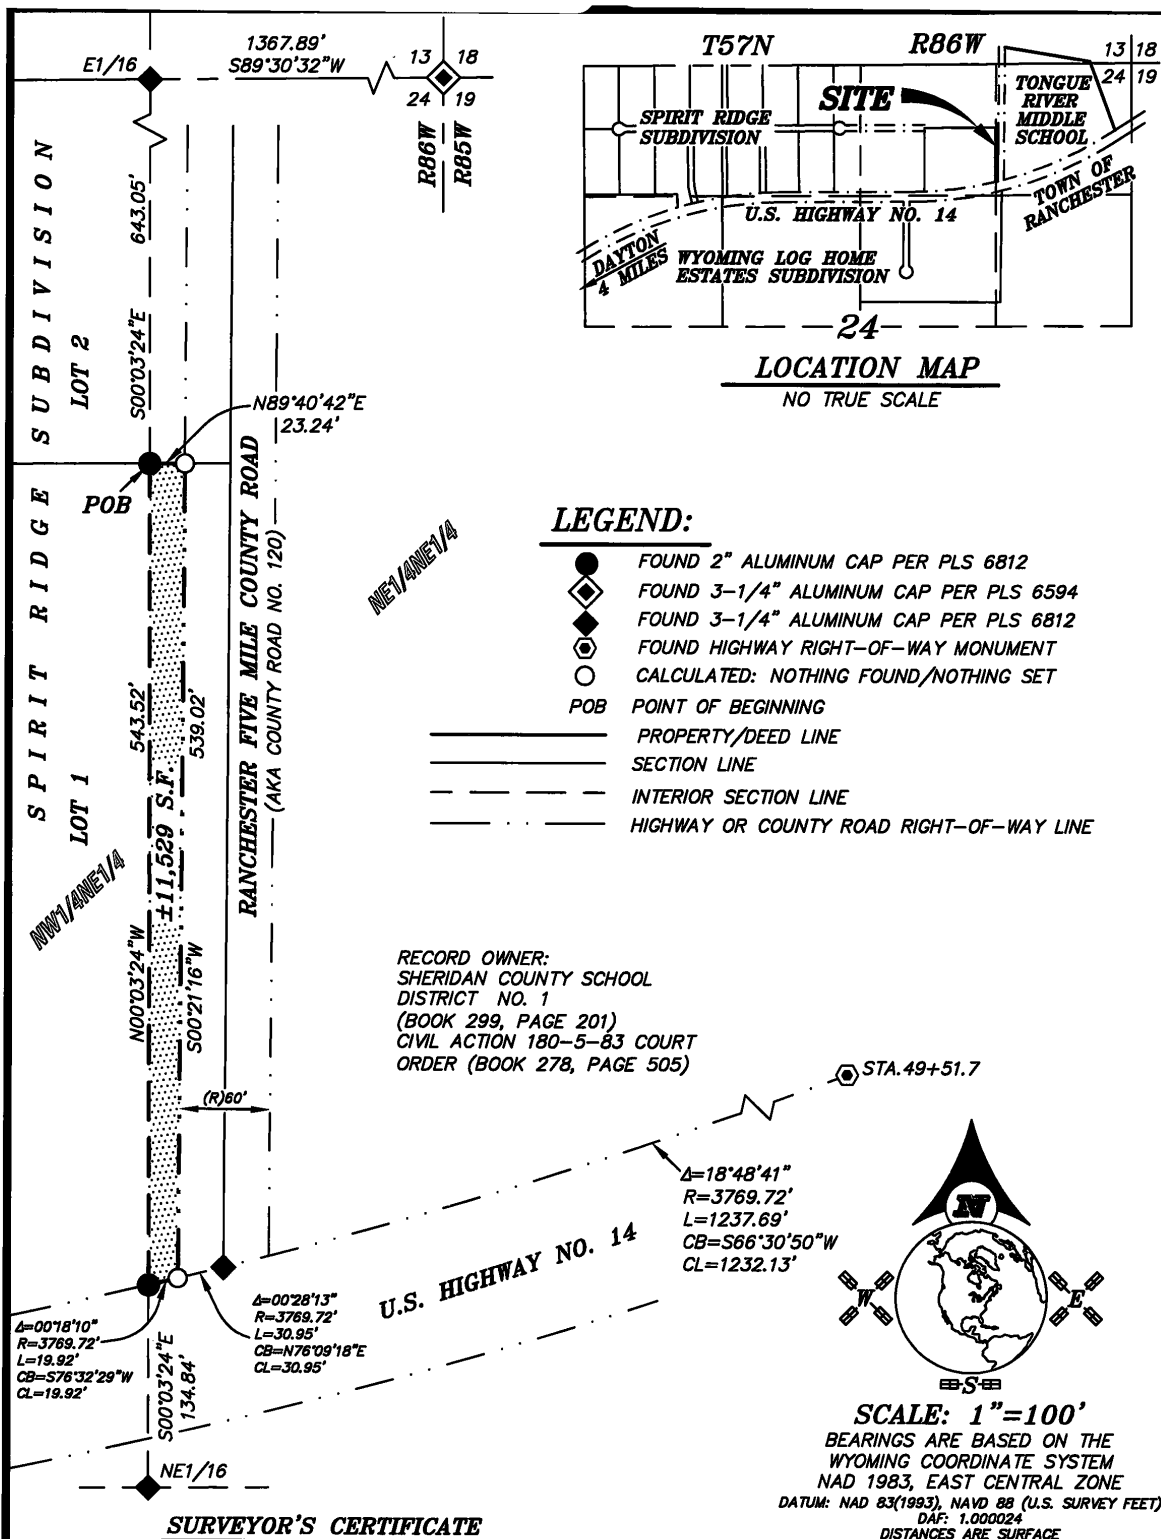 E1/16
1367.89'
S89°30'32"W
13 18
24 19
R86W
R85W
T57N
R86W
13 18
24 19
SITE
SPIRIT RIDGE
SUBDIVISION
TONGUE
RIVER
MIDDLE
SCHOOL
TOWN OF
RANCHESTER
U.S. HIGHWAY NO. 14
DAYTON
4 MILES
WYOMING LOG HOME
ESTATES SUBDIVISION
24
LOCATION MAP
NO TRUE SCALE
SPIRIT RIDGE SUBDIVISION
LOT 2
S00°03'24"E
643.05'
N89°40'42"E
23.24'
POB
RANCHESTER FIVE MILE COUNTY ROAD
(AKA COUNTY ROAD NO. 120)
NE1/4NE1/4
LEGEND:
FOUND 2" ALUMINUM CAP PER PLS 6812
FOUND 3-1/4" ALUMINUM CAP PER PLS 6594
FOUND 3-1/4" ALUMINUM CAP PER PLS 6812
FOUND HIGHWAY RIGHT-OF-WAY MONUMENT
CALCULATED: NOTHING FOUND/NOTHING SET
POB POINT OF BEGINNING
PROPERTY/DEED LINE
SECTION LINE
INTERIOR SECTION LINE
HIGHWAY OR COUNTY ROAD RIGHT-OF-WAY LINE
LOT 1
NW1/4NE1/4
N00°03'24"W
543.52'
±11,529 S.F.
S00°21'16"W
539.02'
RECORD OWNER:
SHERIDAN COUNTY SCHOOL
DISTRICT NO. 1
(BOOK 299, PAGE 201)
CIVIL ACTION 180-5-83 COURT
ORDER (BOOK 278, PAGE 505)
(R)60'
STA.49+51.7
Δ=18°48'41"
R=3769.72'
L=1237.69'
CB=S66°30'50"W
CL=1232.13'
U.S. HIGHWAY NO. 14
Δ=00°28'13"
R=3769.72'
L=30.95'
CB=N76°09'18"E
CL=30.95'
Δ=00°18'10"
R=3769.72'
L=19.92'
CB=S76°32'29"W
CL=19.92'
S00°03'24"E
134.84'
NE1/16
N
W
E
S
SCALE: 1"=100'
BEARINGS ARE BASED ON THE
WYOMING COORDINATE SYSTEM
NAD 1983, EAST CENTRAL ZONE
DATUM: NAD 83(1993), NAVD 88 (U.S. SURVEY FEET)
DAF: 1.000024
DISTANCES ARE SURFACE
SURVEYOR'S CERTIFICATE